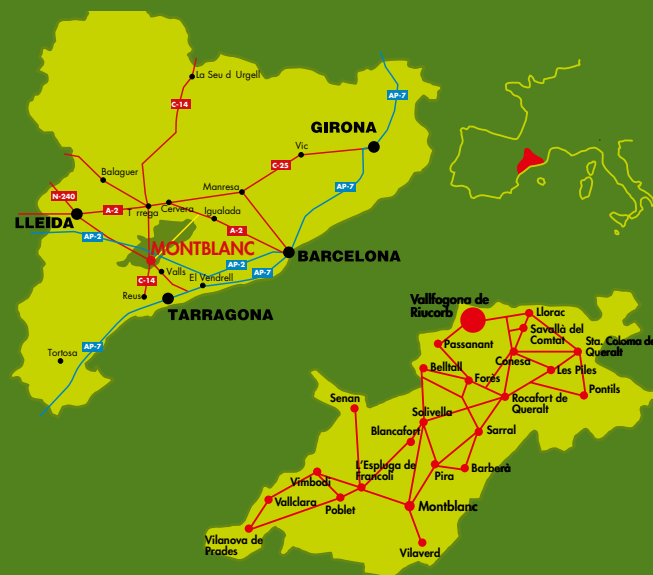 La Seu d Urgell
AP-7
C-14
GIRONA
Vic
C-25
Balaguer
Manresa
AP-7
N-240
A-2
T rrega
Cervera
Igualada
LLEIDA
A-2
AP-2
MONTBLANC
BARCELONA
Valls
AP-2
AP-7
C-14
El Vendrell
Reus
TARRAGONA
AP-7
Tortosa
Vallfogona de
Riucorb
Llorac
Savallà del
Comtat
Sta. Coloma de
Queralt
Passanant
Conesa
Belltall
Les Piles
Forès
Pontils
Senan
Rocafort de
Queralt
Solivella
Blancafort
Sarral
L'Espluga de
Francolí
Barberà
Pira
Vimbodí
Vallclara
Poblet
Montblanc
Vilanova de
Prades
Vilaverd